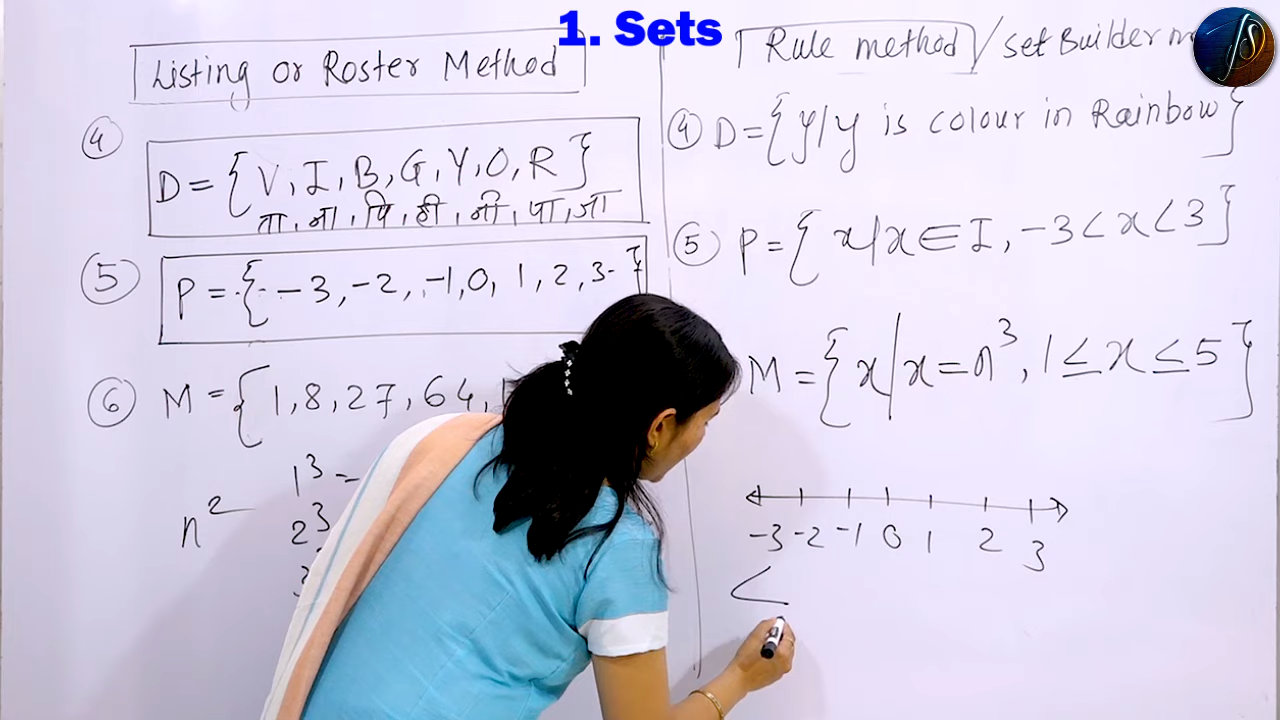 1. Sets
Listing or Roster Method
④ D = { V, I, B, G, Y, O, R }
ता, ना, पि, ही, नी, पा, जा
⑤ P = { -3, -2, -1, 0, 1, 2, 3 }
⑥ M = { 1, 8, 27, 64,
1³ =
n² 2³
Rule method / set Builder m
④ D = { y / y is colour in Rainbow }
⑤ P = { x / x ∈ I, -3 < x < 3 }
M = { x / x = n³, 1 ≤ x ≤ 5 }
-3 -2 -1 0 1 2 3
<